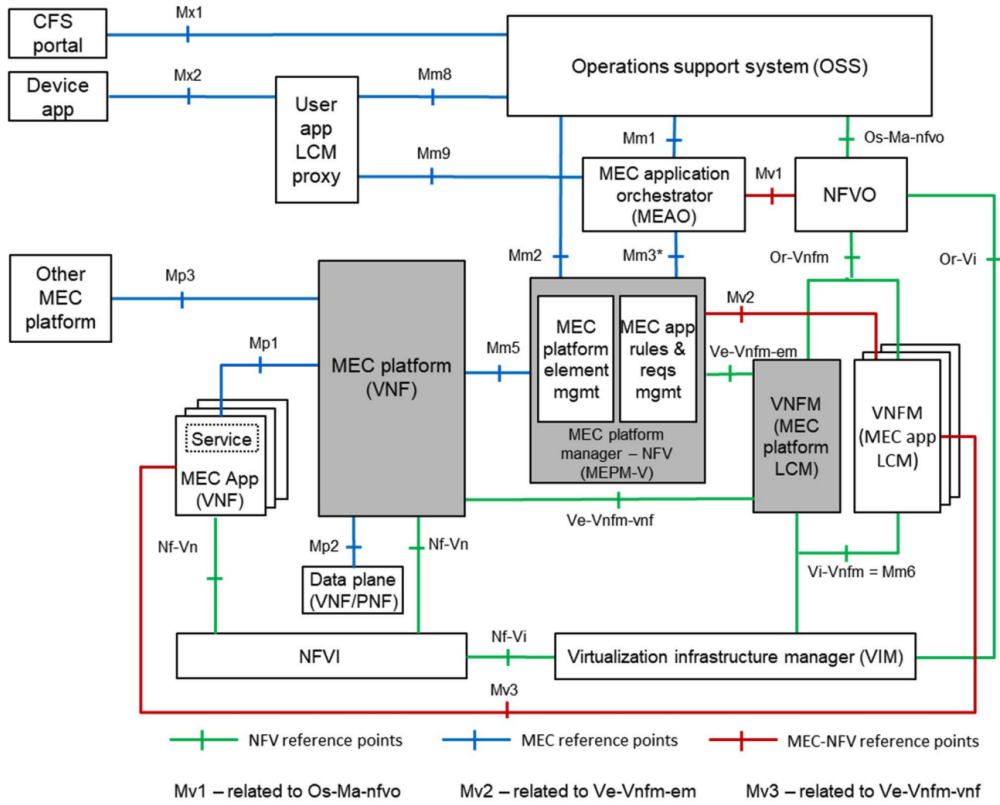 CFS
portal
Mx1
Operations support system (OSS)
Device
app
Mx2
User
app
LCM
proxy
Mm8
Mm9
Mm1
Os-Ma-nfvo
MEC application
orchestrator
(MEAO)
Mv1
NFVO
Other
MEC
platform
Mp3
Mm2
Mm3*
Or-Vnfm
Or-Vi
Mp1
MEC platform
(VNF)
Mm5
MEC
platform
element
mgmt
MEC app
rules &
reqs
mgmt
MEC platform
manager – NFV
(MEPM-V)
Mv2
Ve-Vnfm-em
VNFM
(MEC
platform
LCM)
VNFM
(MEC app
LCM)
Service
MEC App
(VNF)
Ve-Vnfm-vnf
Nf-Vn
Mp2
Nf-Vn
Vi-Vnfm = Mm6
Data plane
(VNF/PNF)
NFVI
Nf-Vi
Virtualization infrastructure manager (VIM)
Mv3
NFV reference points
MEC reference points
MEC-NFV reference points
Mv1 – related to Os-Ma-nfvo
Mv2 – related to Ve-Vnfm-em
Mv3 – related to Ve-Vnfm-vnf